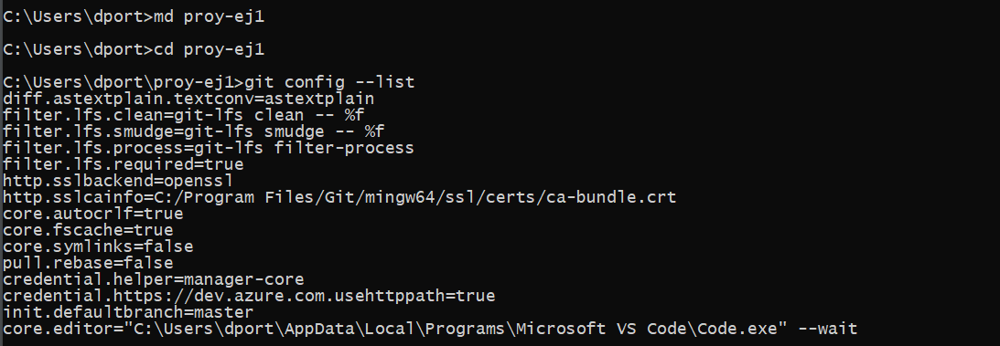 C:\Users\dport>md proy-ej1
C:\Users\dport>cd proy-ej1
C:\Users\dport\proy-ej1>git config --list
diff.astextplain.textconv=astextplain
filter.lfs.clean=git-lfs clean -- %f
filter.lfs.smudge=git-lfs smudge -- %f
filter.lfs.process=git-lfs filter-process
filter.lfs.required=true
http.sslbackend=openssl
http.sslcainfo=C:/Program Files/Git/mingw64/ssl/certs/ca-bundle.crt
core.autocrlf=true
core.fscache=true
core.symlinks=false
pull.rebase=false
credential.helper=manager-core
credential.https://dev.azure.com.usehttppath=true
init.defaultbranch=master
core.editor="C:\Users\dport\AppData\Local\Programs\Microsoft VS Code\Code.exe" --wait